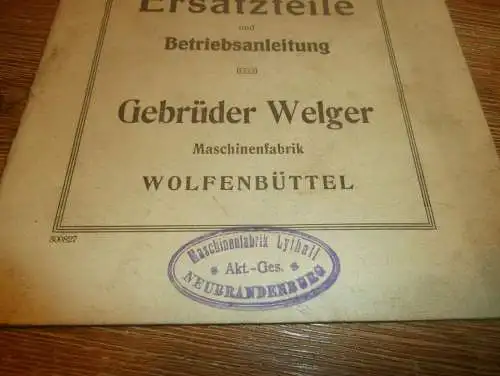 Ersatzteile
und
Betriebsanleitung
Gebrüder Welger
Maschinenfabrik
WOLFENBÜTTEL
300827
Maschinenfabrik Lythall
* Akt.-Ges. *
NEUBRANDENBURG